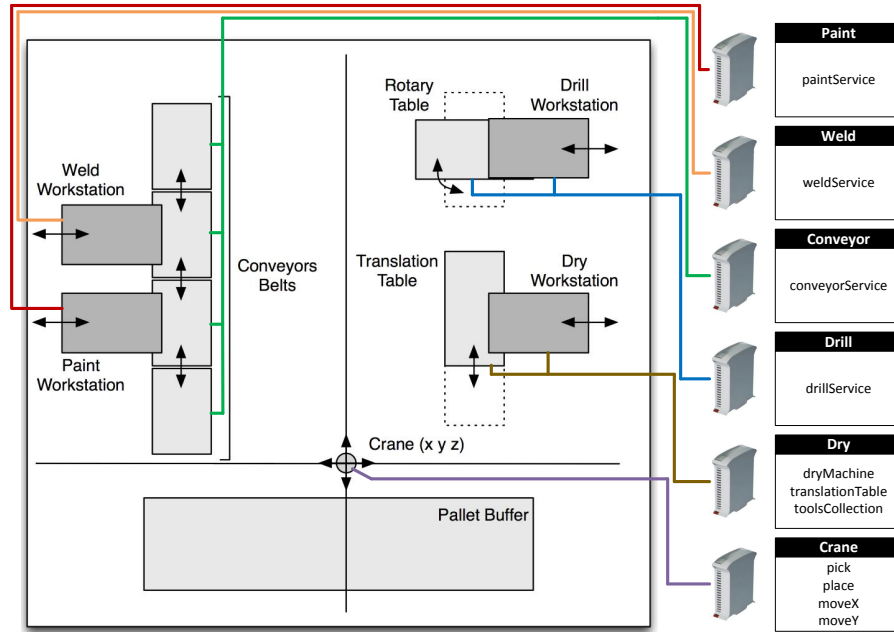 Rotary
Table
Drill
Workstation
Weld
Workstation
Conveyors
Belts
Translation
Table
Dry
Workstation
Paint
Workstation
Crane (x y z)
Pallet Buffer
Paint
paintService
Weld
weldService
Conveyor
conveyorService
Drill
drillService
Dry
dryMachine
translationTable
toolsCollection
Crane
pick
place
moveX
moveY